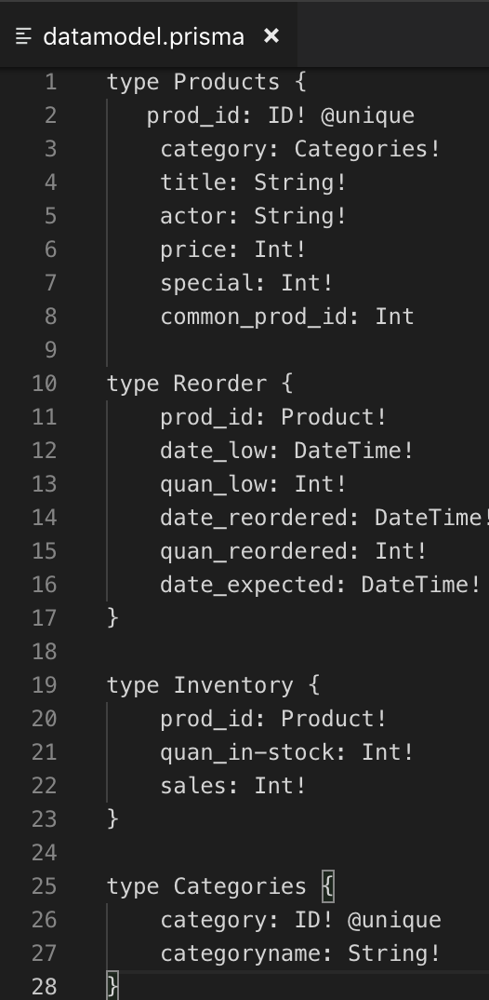 datamodel.prisma ×
1 type Products {
2 prod_id: ID! @unique
3 category: Categories!
4 title: String!
5 actor: String!
6 price: Int!
7 special: Int!
8 common_prod_id: Int
9
10 type Reorder {
11 prod_id: Product!
12 date_low: DateTime!
13 quan_low: Int!
14 date_reordered: DateTime!
15 quan_reordered: Int!
16 date_expected: DateTime!
17 }
18
19 type Inventory {
20 prod_id: Product!
21 quan_in-stock: Int!
22 sales: Int!
23 }
24
25 type Categories {
26 category: ID! @unique
27 categoryname: String!
28 }